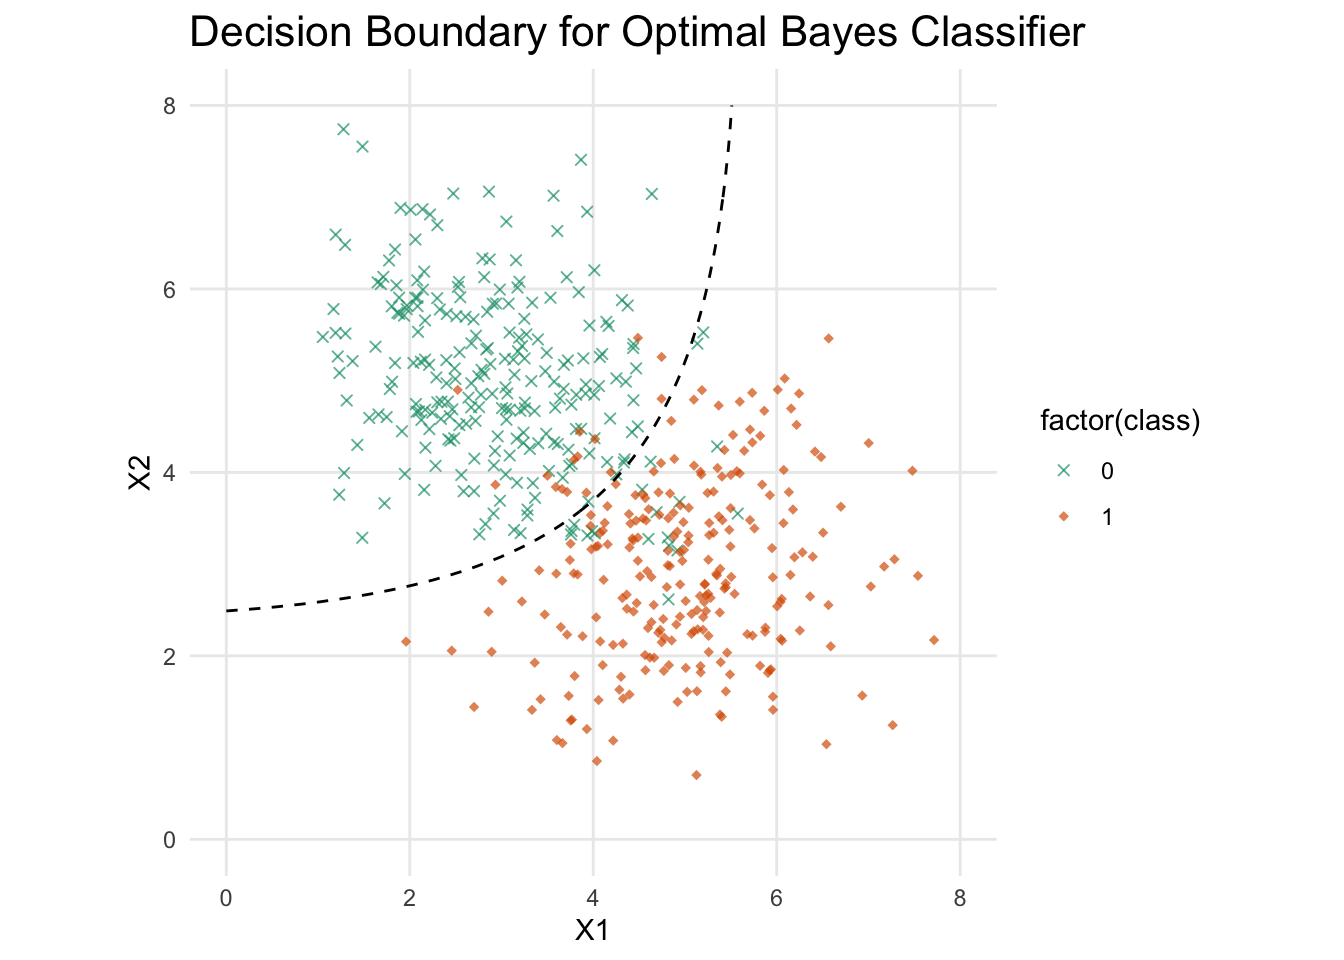 Decision Boundary for Optimal Bayes Classifier
8
6
4
2
0
X2
0 2 4 6 8
X1
factor(class)
0
1